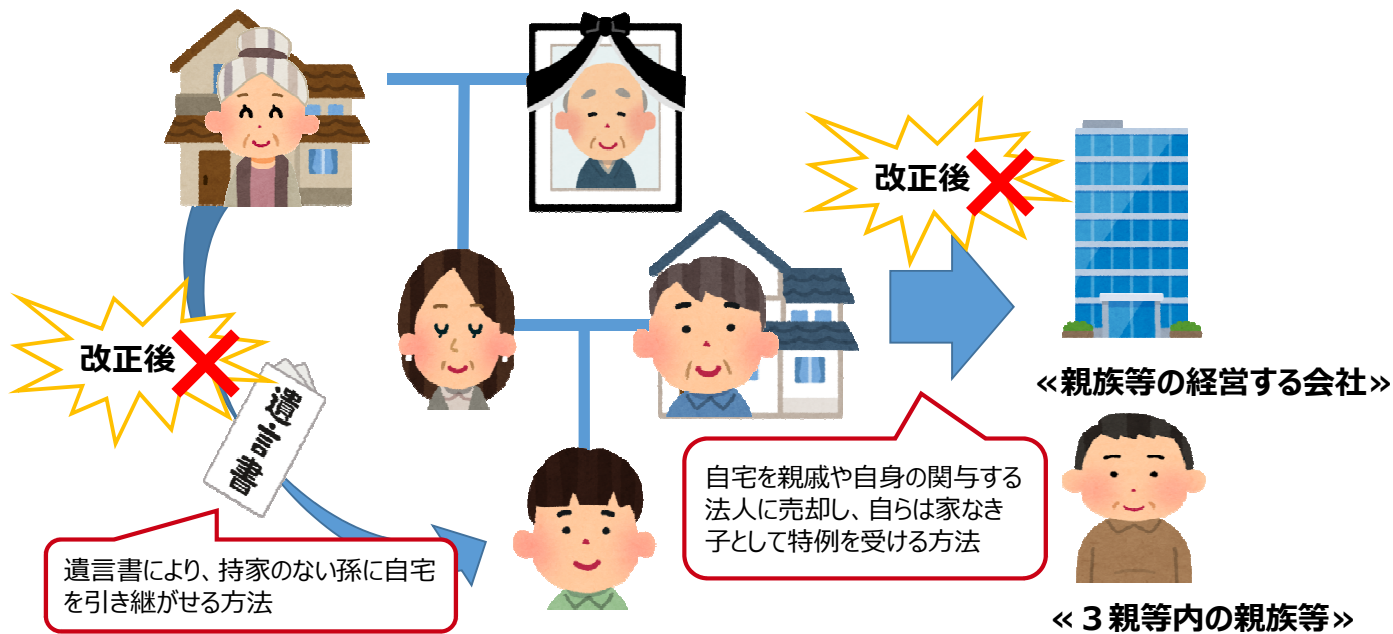 改正後
«親族等の経営する会社»
改正後
遺言書
自宅を親戚や自身の関与する
法人に売却し、自らは家なき
子として特例を受ける方法
遺言書により、持家のない孫に自宅
を引き継がせる方法
«３親等内の親族等»